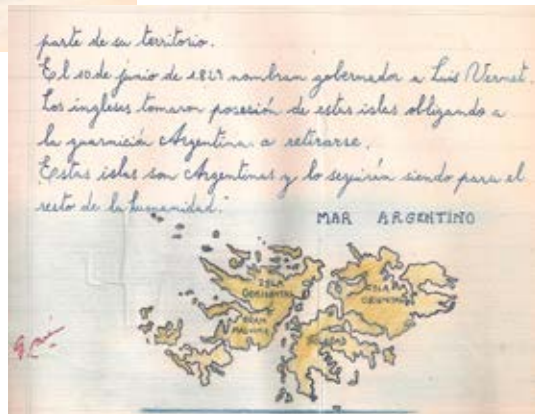 parte de su territorio.
El 10 de junio de 1829 nombran gobernador a Luis Vernet.
Los ingleses tomaron posesión de estas islas obligando a
la guarnición Argentina a retirarse.
Estas islas son Argentinas y lo seguirán siendo para el
resto de la humanidad.
MAR ARGENTINO
ISLA
OCCIDENTAL
GRAN
MALVINA
ISLA
ORIENTAL